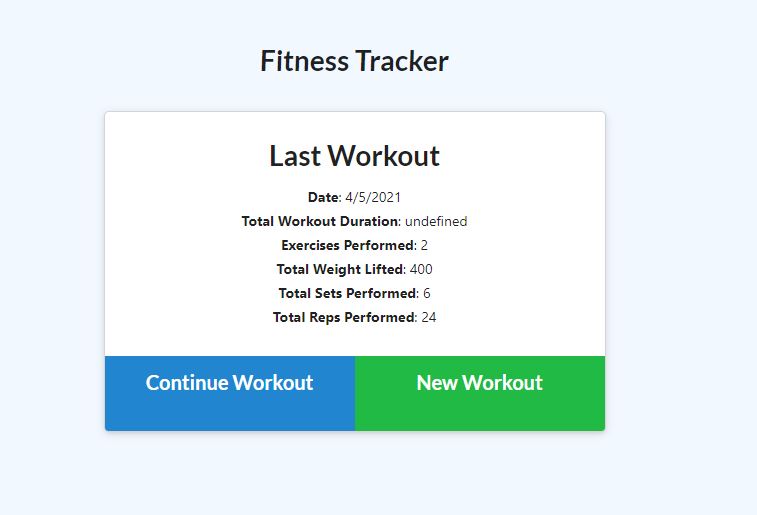 Fitness Tracker
Last Workout
Date: 4/5/2021
Total Workout Duration: undefined
Exercises Performed: 2
Total Weight Lifted: 400
Total Sets Performed: 6
Total Reps Performed: 24
Continue Workout
New Workout